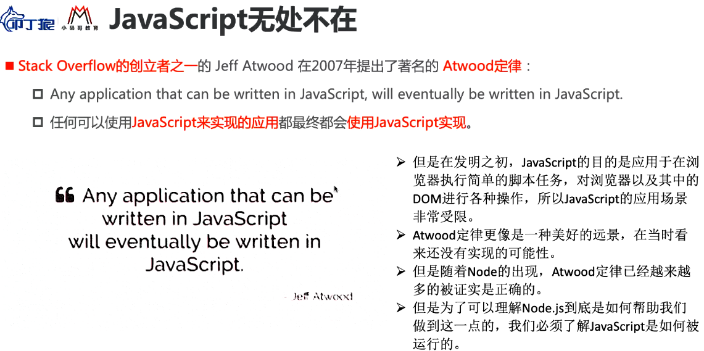 叩丁狼
小码哥教育
JavaScript无处不在
Stack Overflow的创立者之一的 Jeff Atwood 在2007年提出了著名的 Atwood定律：
Any application that can be written in JavaScript, will eventually be written in JavaScript.
任何可以使用JavaScript来实现的应用都最终都会使用JavaScript实现。
“ Any application that can be
written in JavaScript
will eventually be written in
JavaScript.
- Jeff Atwood
但是在发明之初，JavaScript的目的是应用于在浏
览器执行简单的脚本任务，对浏览器以及其中的
DOM进行各种操作，所以JavaScript的应用场景
非常受限。
Atwood定律更像是一种美好的远景，在当时看
来还没有实现的可能性。
但是随着Node的出现，Atwood定律已经越来越
多的被证实是正确的。
但是为了可以理解Node.js到底是如何帮助我们
做到这一点的，我们必须了解JavaScript是如何被
运行的。